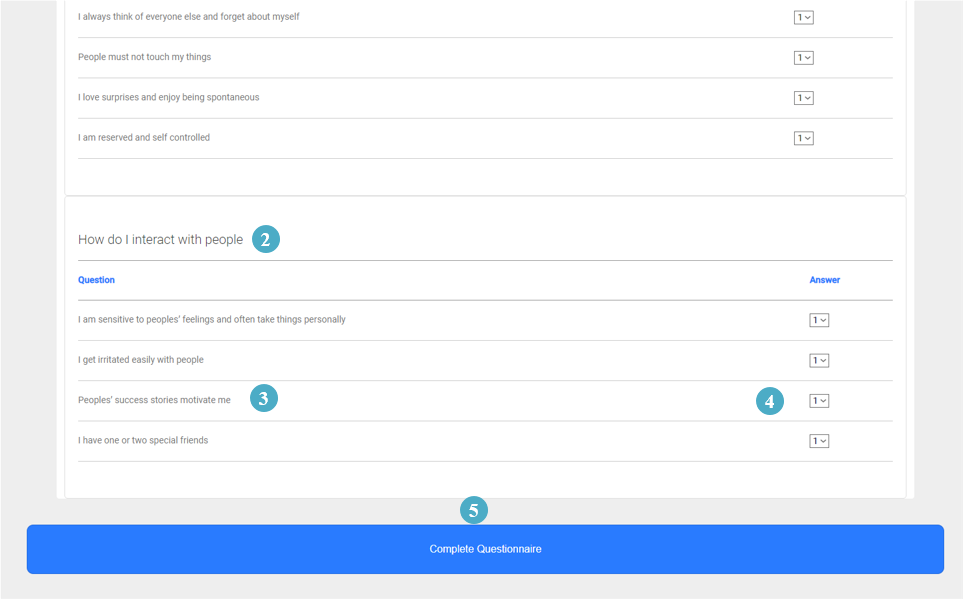 I always think of everyone else and forget about myself 1
People must not touch my things 1
I love surprises and enjoy being spontaneous 1
I am reserved and self controlled 1
How do I interact with people 2
Question Answer
I am sensitive to peoples' feelings and often take things personally 1
I get irritated easily with people 1
Peoples' success stories motivate me 3 4 1
I have one or two special friends 1
5
Complete Questionnaire